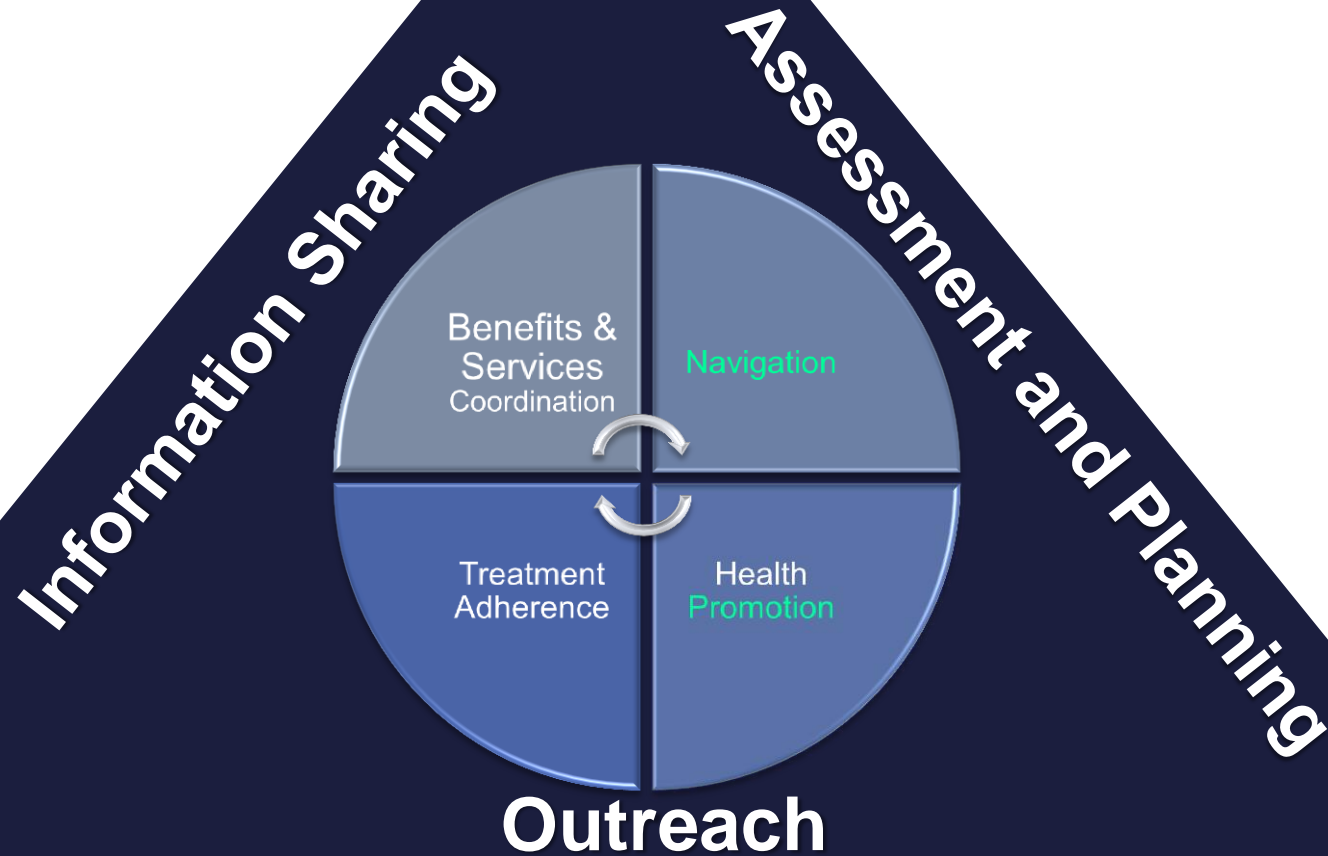 Information Sharing
Assessment and Planning
Benefits &
Services
Coordination
Navigation
Treatment
Adherence
Health
Promotion
Outreach